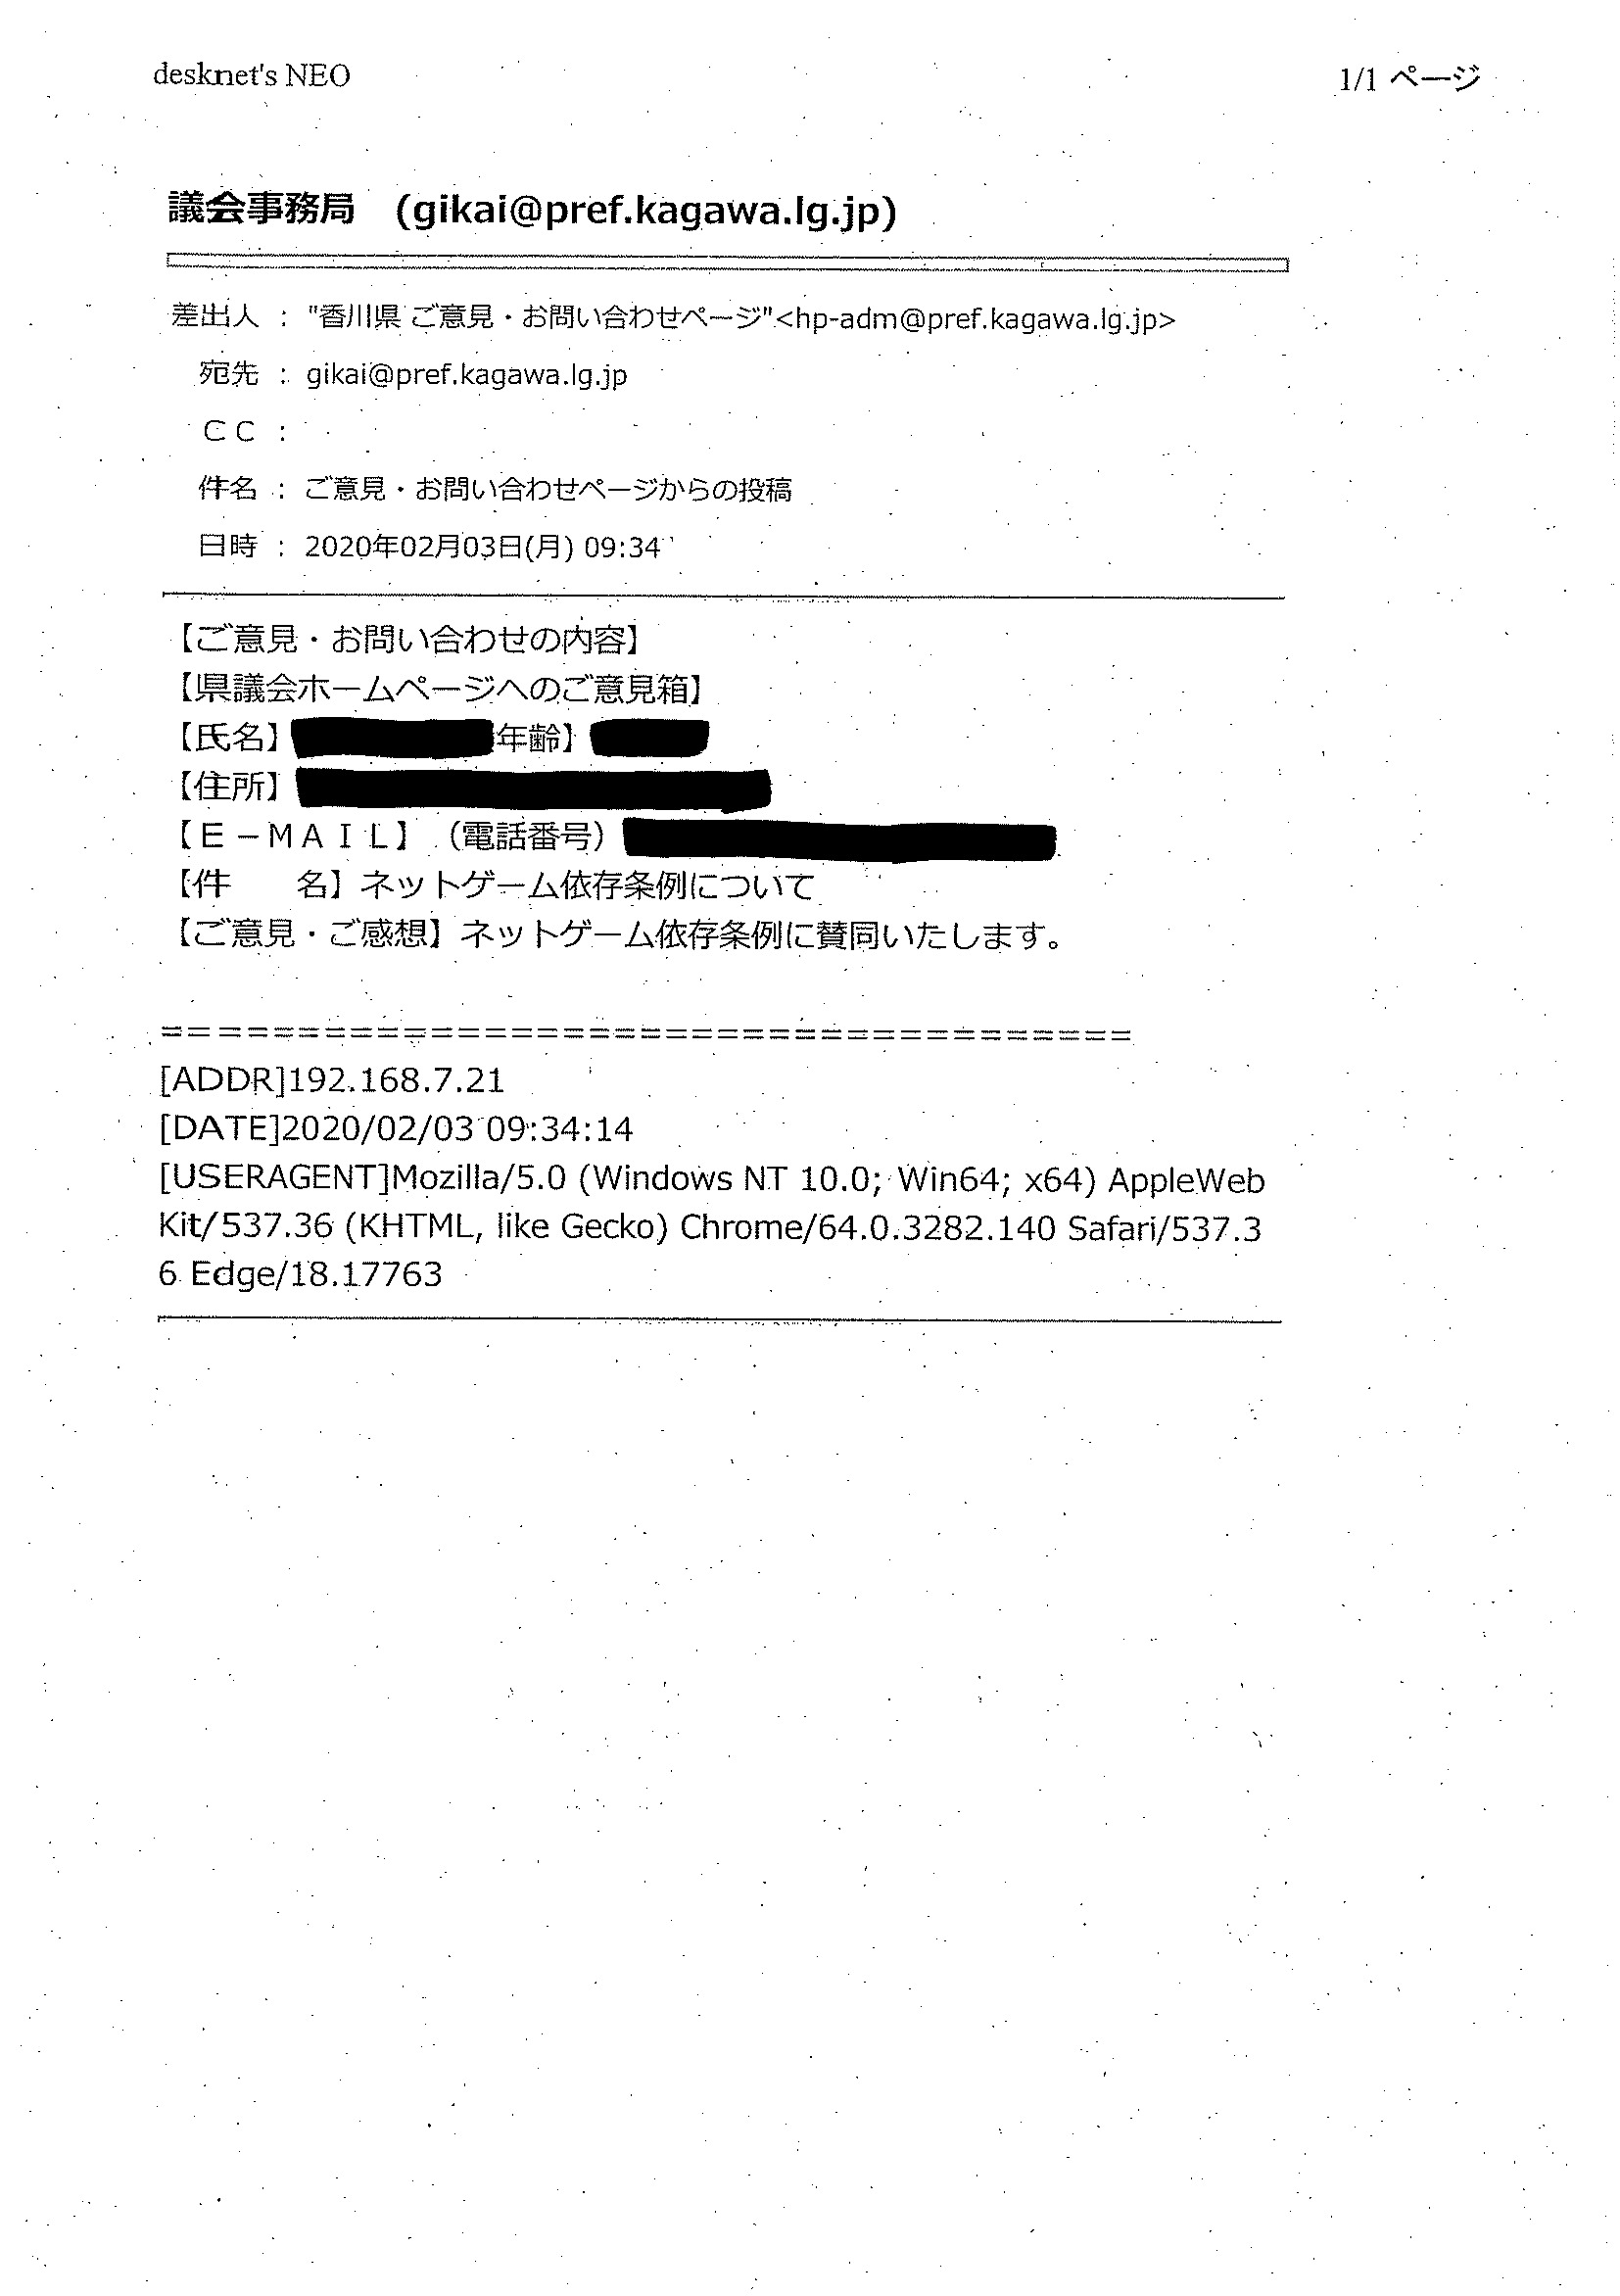 desknet's NEO
1/1 ページ
議会事務局　(gikai@pref.kagawa.lg.jp)
差出人 : "香川県 ご意見・お問い合わせページ"<hp-adm@pref.kagawa.lg.jp>
宛先 : gikai@pref.kagawa.lg.jp
ＣＣ :
件名 : ご意見・お問い合わせページからの投稿
日時 : 2020年02月03日(月) 09:34
【ご意見・お問い合わせの内容】
【県議会ホームページへのご意見箱】
【氏名】 年齢】
【住所】
【Ｅ－ＭＡＩＬ】（電話番号）
【件　　名】ネットゲーム依存条例について
【ご意見・ご感想】ネットゲーム依存条例に賛同いたします。
=====================================
[ADDR]192.168.7.21
[DATE]2020/02/03 09:34:14
[USERAGENT]Mozilla/5.0 (Windows NT 10.0; Win64; x64) AppleWeb
Kit/537.36 (KHTML, like Gecko) Chrome/64.0.3282.140 Safari/537.3
6 Edge/18.17763